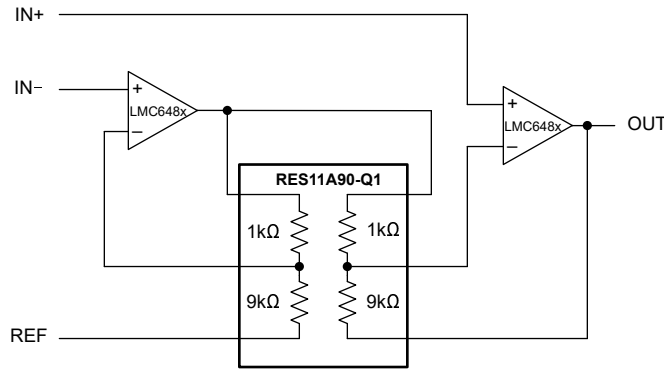 IN+
IN−
+
LMC648x
−
+
LMC648x
−
OUT
RES11A90-Q1
1kΩ
1kΩ
9kΩ
9kΩ
REF